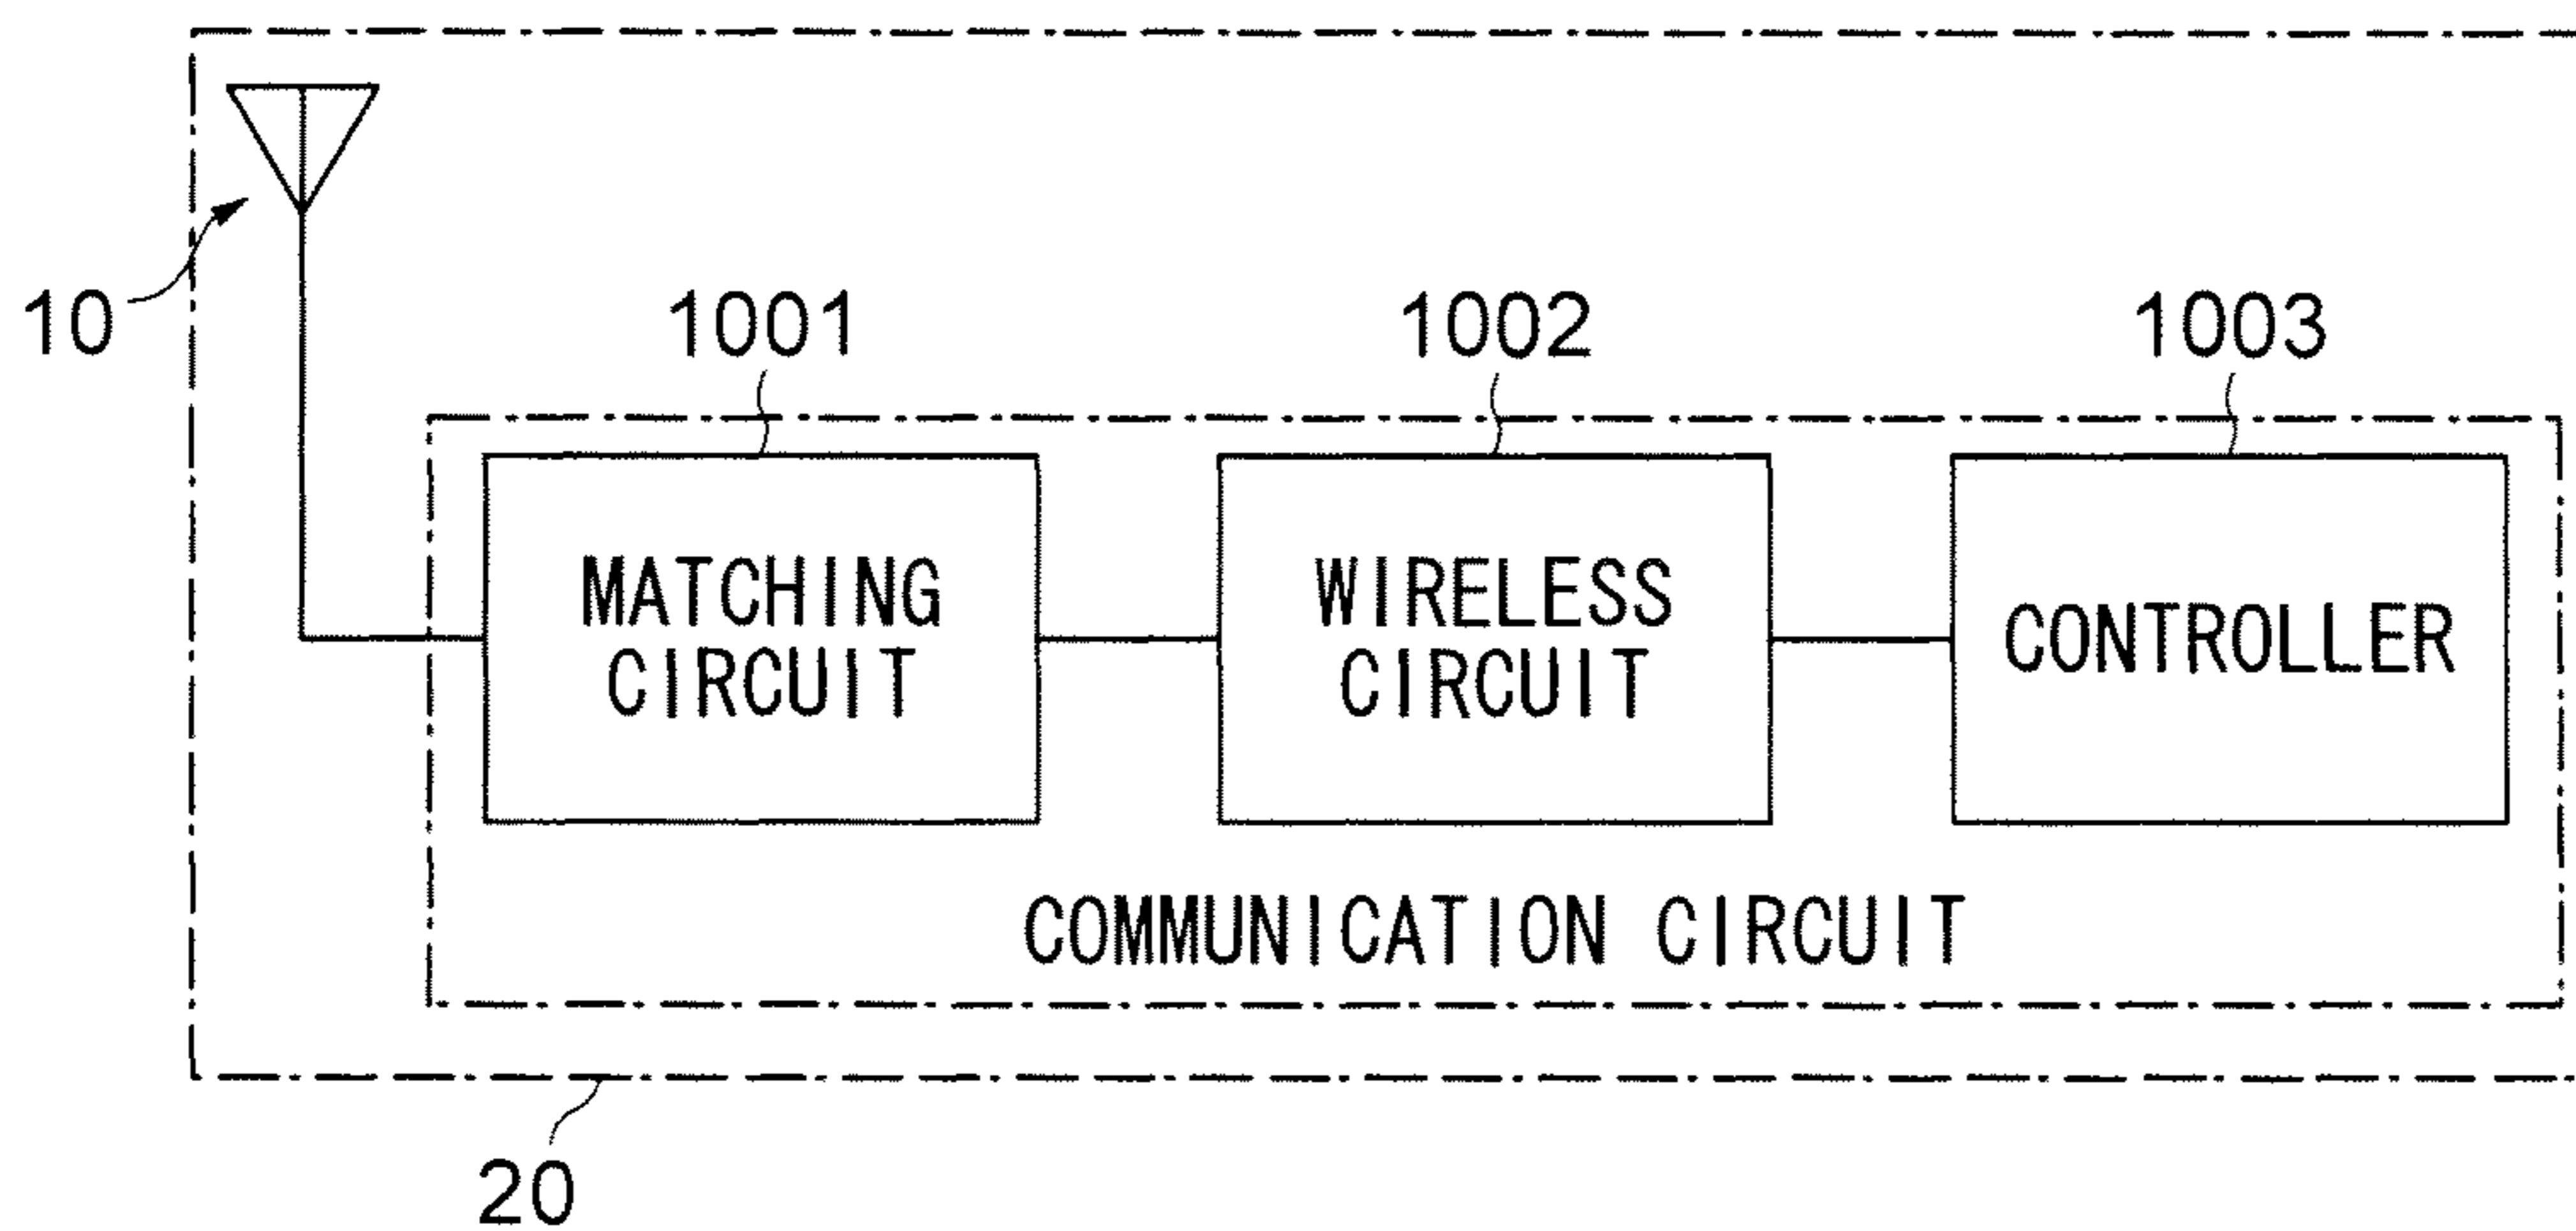 10
1001
1002
1003
MATCHING
CIRCUIT
WIRELESS
CIRCUIT
CONTROLLER
COMMUNICATION CIRCUIT
20